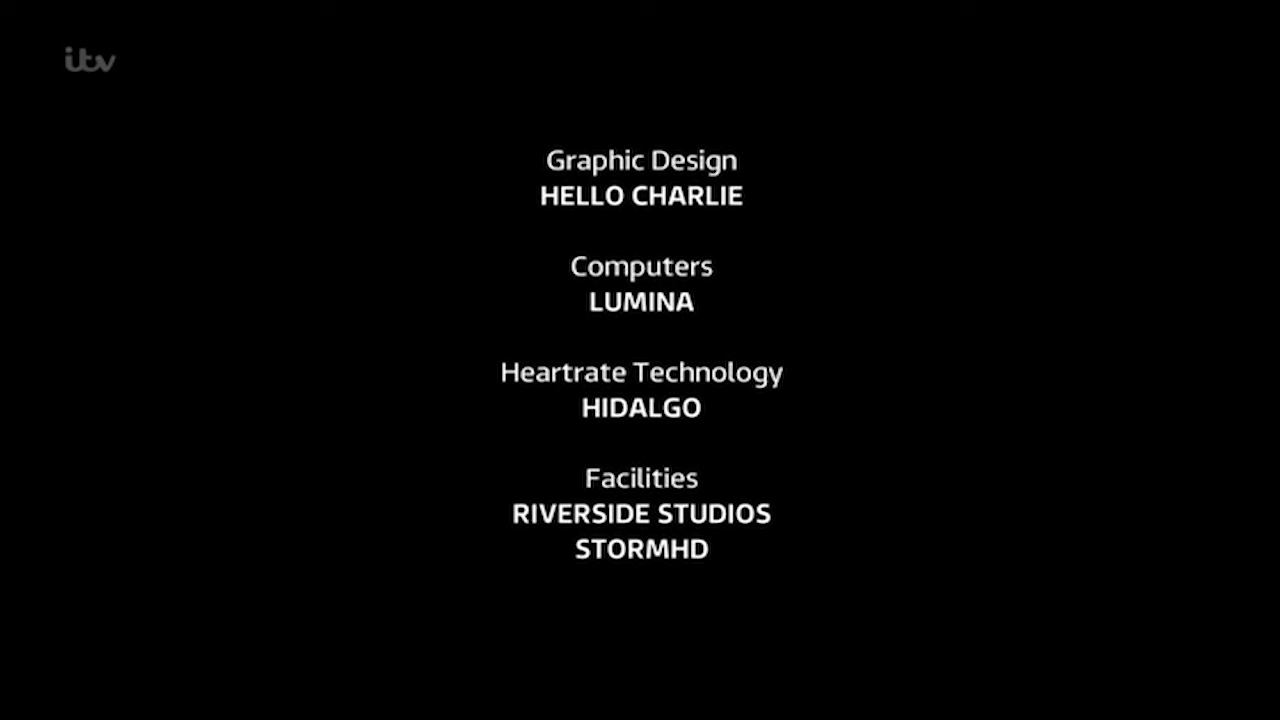 itv
Graphic Design
HELLO CHARLIE
Computers
LUMINA
Heartrate Technology
HIDALGO
Facilities
RIVERSIDE STUDIOS
STORMHD